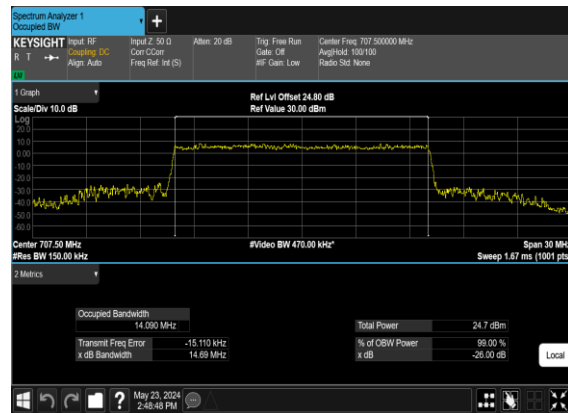 Spectrum Analyzer 1
Occupied BW
+
KEYSIGHT Input: RF Input Z: 50 Ω Atten: 20 dB Trig: Free Run Center Freq: 707.500000 MHz
R T Coupling: DC Corr CCorr Gate: Off Avg|Hold: 100/100
Align: Auto Freq Ref: Int (S) #IF Gain: Low Radio Std: None
1 Graph
Ref Lvl Offset 24.80 dB
Scale/Div 10.0 dB Ref Value 30.00 dBm
Log
20.0
10.0
0.00
-10.0
-20.0
-30.0
-40.0
-50.0
-60.0
Center 707.50 MHz #Video BW 470.00 kHz* Span 30 MHz
#Res BW 150.00 kHz Sweep 1.67 ms (1001 pts
2 Metrics
Occupied Bandwidth
14.090 MHz Total Power 24.7 dBm
Transmit Freq Error -15.110 kHz % of OBW Power 99.00 %
x dB Bandwidth 14.69 MHz x dB -26.00 dB
Local
? May 23, 2024
2:48:48 PM